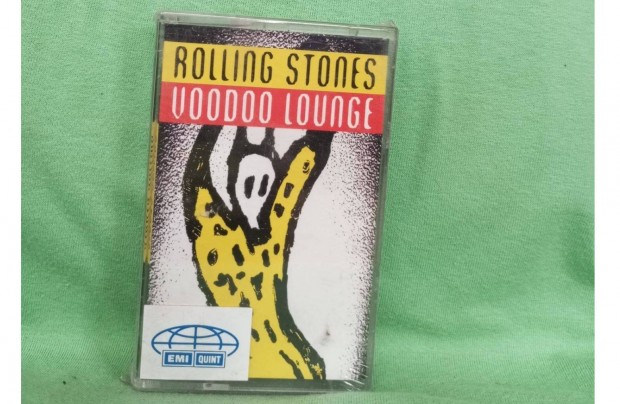 ROLLING STONES
VOODOO LOUNGE
EMI QUINT